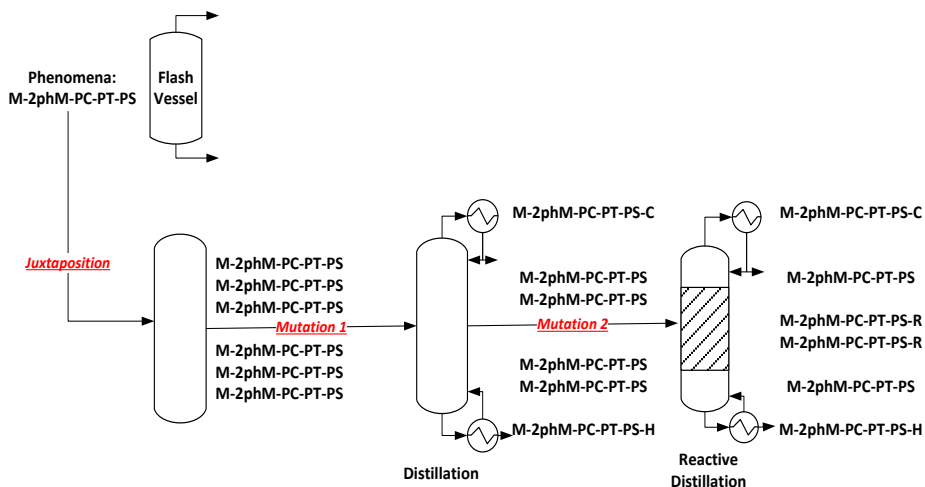 Phenomena:
M-2phM-PC-PT-PS
Flash
Vessel
Juxtaposition
M-2phM-PC-PT-PS
M-2phM-PC-PT-PS
M-2phM-PC-PT-PS
Mutation 1
M-2phM-PC-PT-PS
M-2phM-PC-PT-PS
M-2phM-PC-PT-PS
M-2phM-PC-PT-PS-C
M-2phM-PC-PT-PS
M-2phM-PC-PT-PS
Mutation 2
M-2phM-PC-PT-PS
M-2phM-PC-PT-PS
M-2phM-PC-PT-PS-H
Distillation
M-2phM-PC-PT-PS-C
M-2phM-PC-PT-PS
M-2phM-PC-PT-PS-R
M-2phM-PC-PT-PS-R
M-2phM-PC-PT-PS
M-2phM-PC-PT-PS-H
Reactive
Distillation